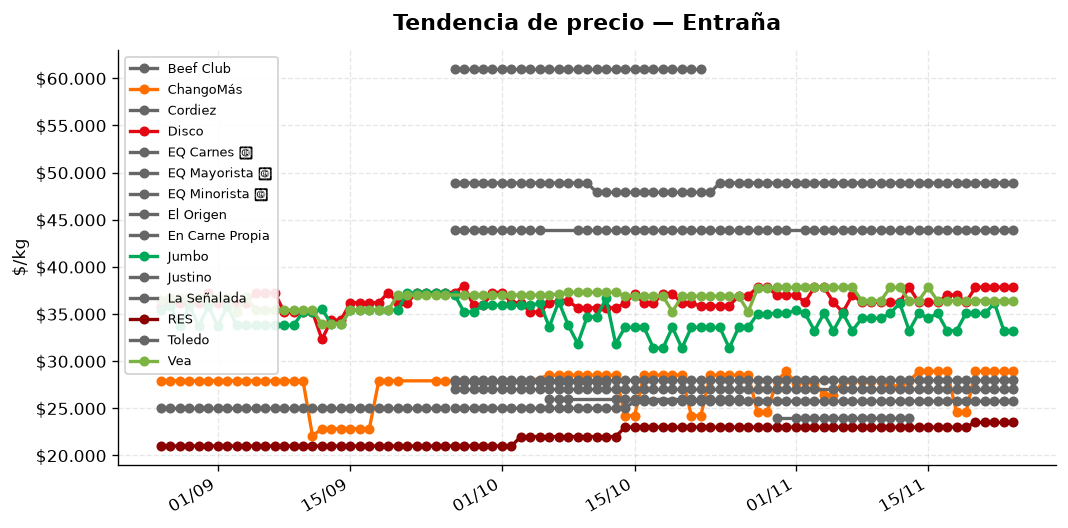 Tendencia de precio — Entraña
$/kg
$60.000
$55.000
$50.000
$45.000
$40.000
$35.000
$30.000
$25.000
$20.000
Beef Club
ChangoMás
Cordiez
Disco
EQ Carnes
EQ Mayorista
EQ Minorista
El Origen
En Carne Propia
Jumbo
Justino
La Señalada
RES
Toledo
Vea
01/09
15/09
01/10
15/10
01/11
15/11